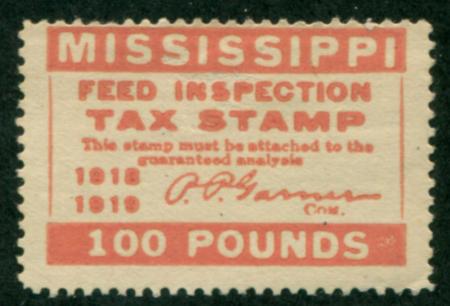 MISSISSIPPI
FEED INSPECTION
TAX STAMP
This stamp must be attached to the
guaranteed analysis
1918
1919 P. P. Garner
COM.
100 POUNDS